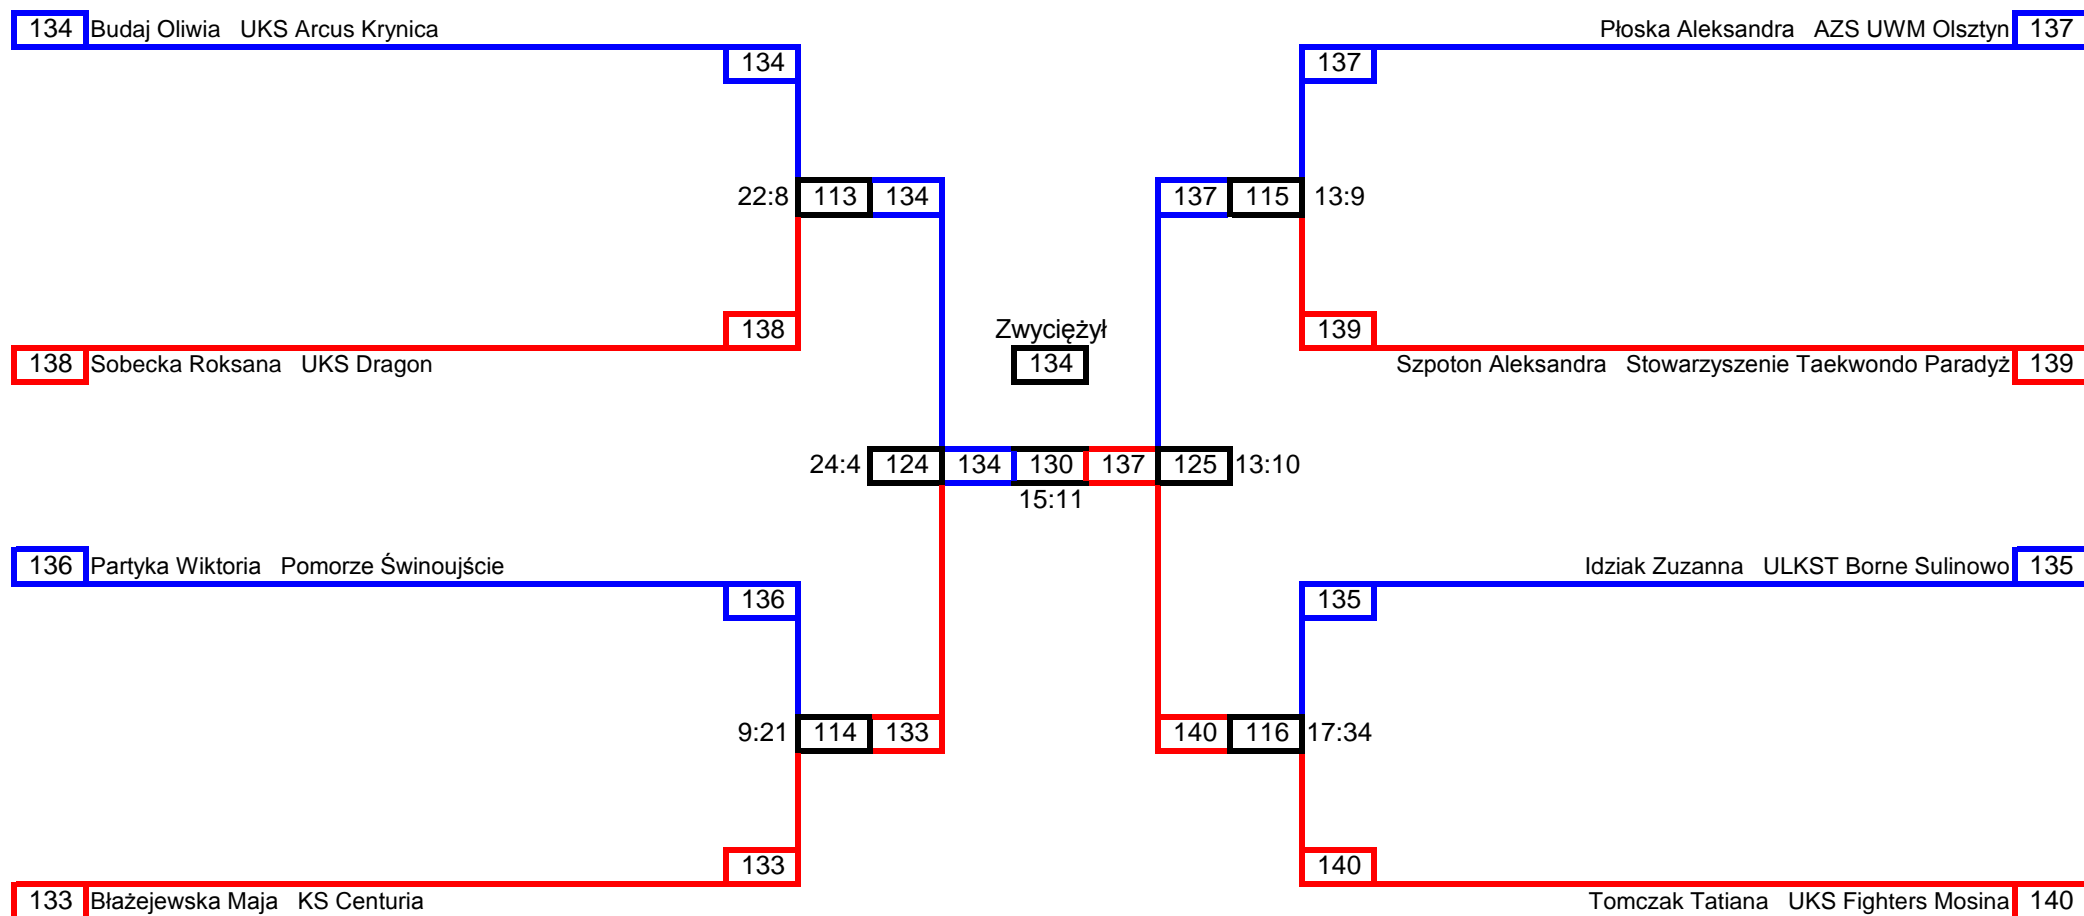 134 Budaj Oliwia UKS Arcus Krynica
Płoska Aleksandra AZS UWM Olsztyn 137
134
137
22:8 113 134
137 115 13:9
138
Zwyciężył
139
138 Sobecka Roksana UKS Dragon
134
Szpoton Aleksandra Stowarzyszenie Taekwondo Paradyż 139
24:4 124 134 130 137 125 13:10
15:11
136 Partyka Wiktoria Pomorze Świnoujście
Idziak Zuzanna ULKST Borne Sulinowo 135
136
135
9:21 114 133
140 116 17:34
133
140
133 Błażejewska Maja KS Centuria
Tomczak Tatiana UKS Fighters Mosina 140